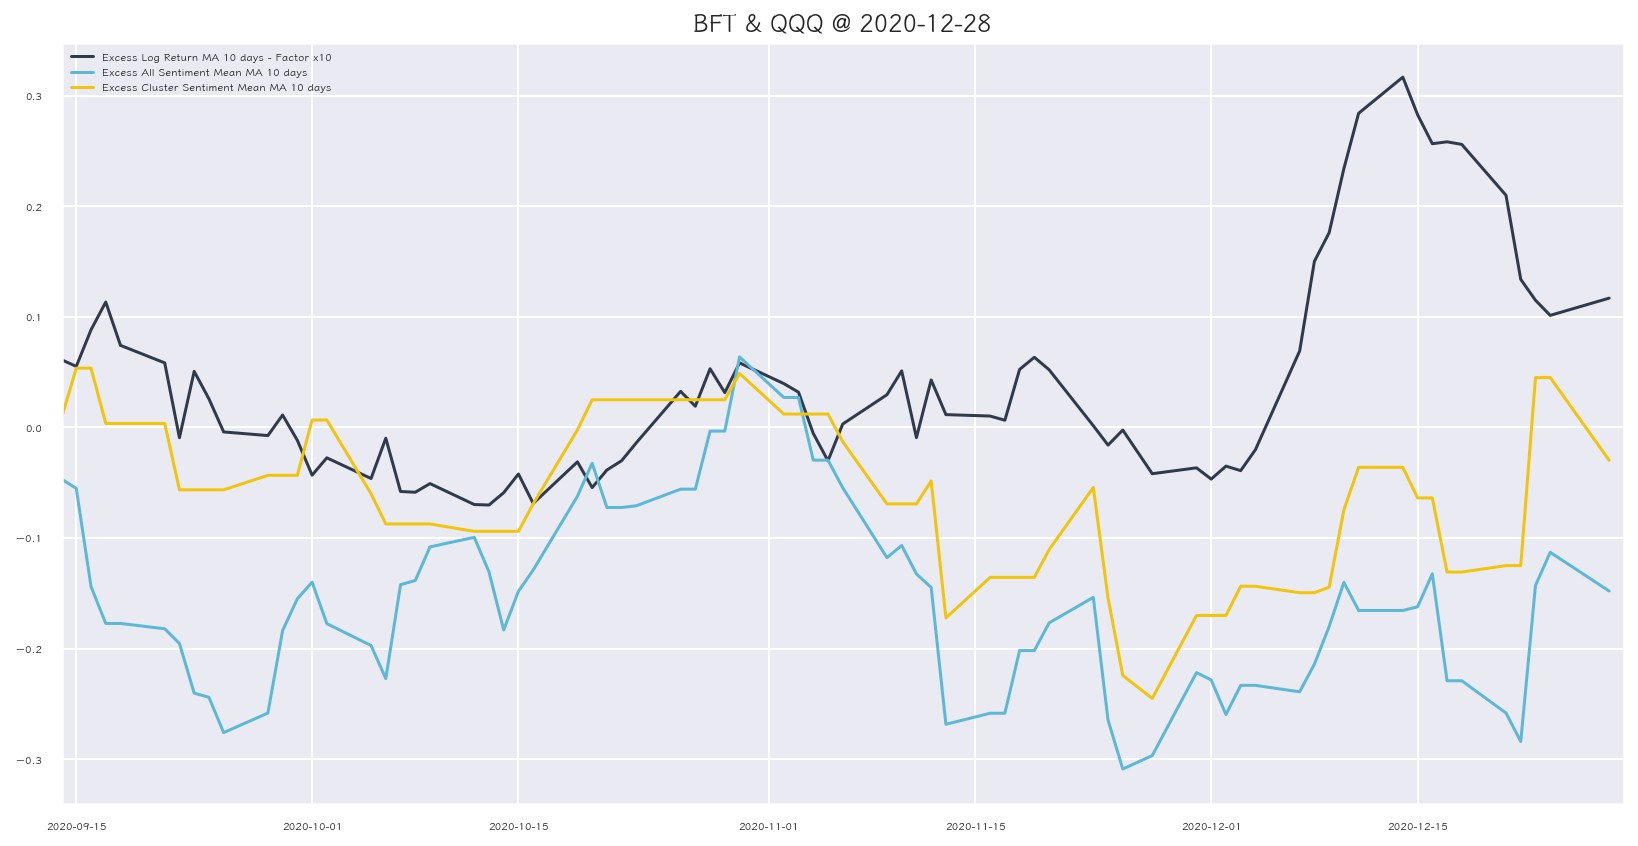 BFT & QQQ @ 2020-12-28
Excess Log Return MA 10 days - Factor x10
Excess All Sentiment Mean MA 10 days
Excess Cluster Sentiment Mean MA 10 days
0.3
0.2
0.1
0.0
−0.1
−0.2
−0.3
2020-09-15 2020-10-01 2020-10-15 2020-11-01 2020-11-15 2020-12-01 2020-12-15